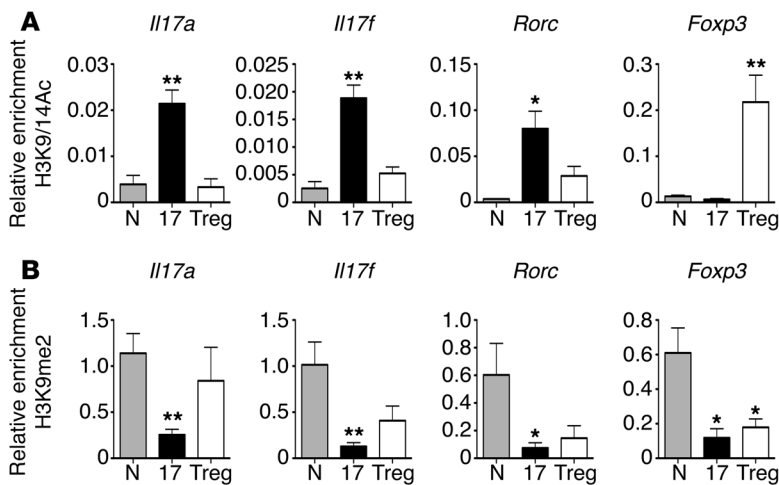 A
Il17a Il17f Rorc Foxp3
Relative enrichment
H3K9/14Ac
0.03 0.025 0.15 0.3
** ** * **
0.020
0.02 0.10 0.2
0.015
0.010
0.01 0.05 0.1
0.005
0 0 0 0
N 17 Treg N 17 Treg N 17 Treg N 17 Treg
B
Il17a Il17f Rorc Foxp3
Relative enrichment
H3K9me2
1.5 1.5 1.0 0.8
0.8
1.0 1.0 0.6 0.6
0.4 0.4
0.5 0.5 0.2 0.2
** ** * * *
0 0 0 0
N 17 Treg N 17 Treg N 17 Treg N 17 Treg